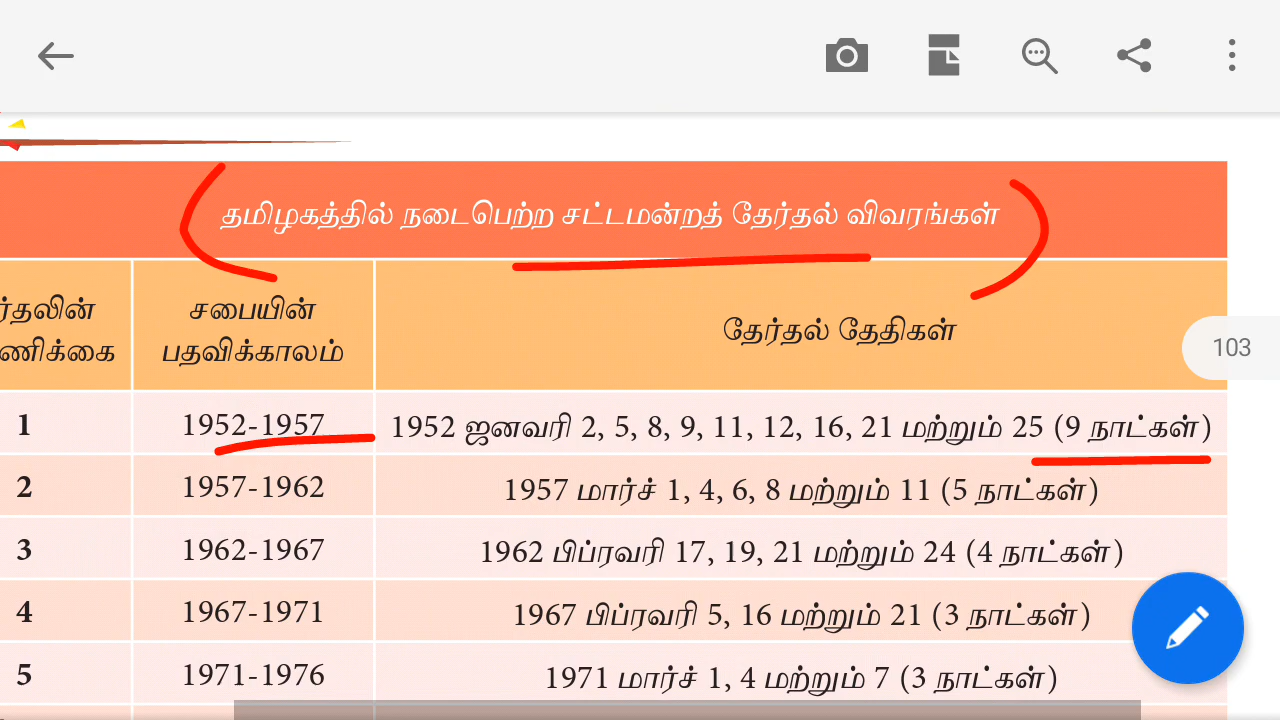 தமிழகத்தில் நடைபெற்ற சட்டமன்றத் தேர்தல் விவரங்கள்
சபையின்
பதவிக்காலம்
தேர்தல் தேதிகள்
103
1 1952-1957 1952 ஜனவரி 2, 5, 8, 9, 11, 12, 16, 21 மற்றும் 25 (9 நாட்கள்)
2 1957-1962 1957 மார்ச் 1, 4, 6, 8 மற்றும் 11 (5 நாட்கள்)
3 1962-1967 1962 பிப்ரவரி 17, 19, 21 மற்றும் 24 (4 நாட்கள்)
4 1967-1971 1967 பிப்ரவரி 5, 16 மற்றும் 21 (3 நாட்கள்)
5 1971-1976 1971 மார்ச் 1, 4 மற்றும் 7 (3 நாட்கள்)